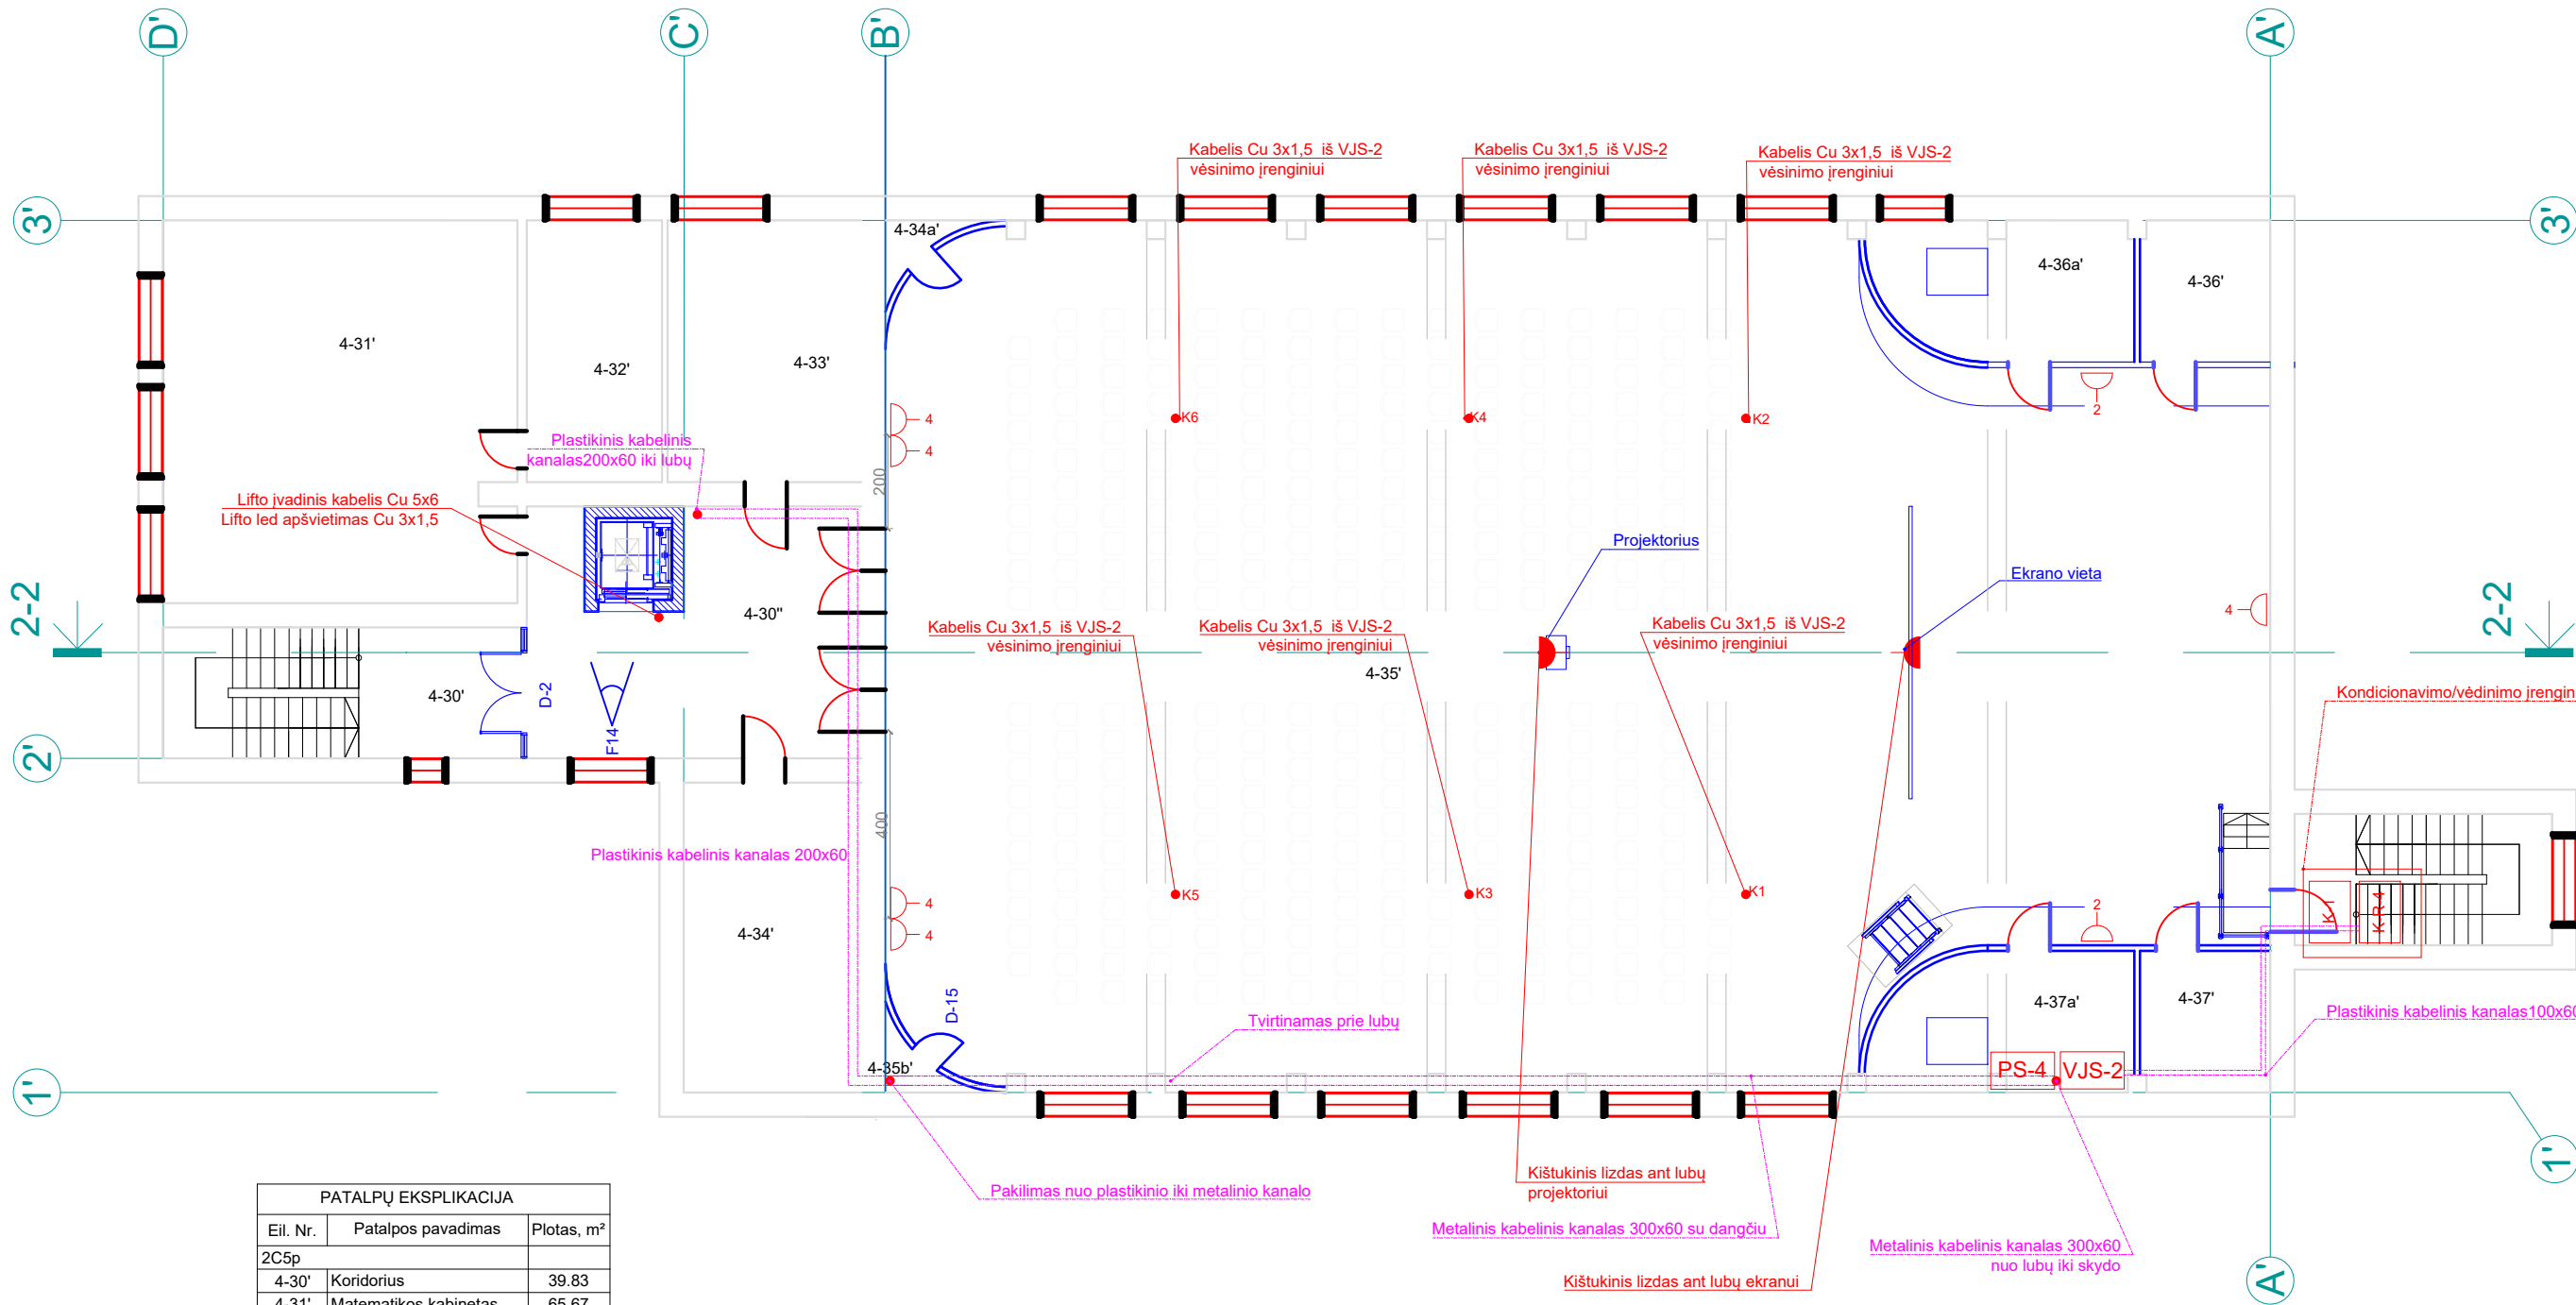 D'
C'
B'
A'
Kabelis Cu 3x1,5 iš VJS-2
vėsinimo įrenginiui
Kabelis Cu 3x1,5 iš VJS-2
vėsinimo įrenginiui
Kabelis Cu 3x1,5 iš VJS-2
vėsinimo įrenginiui
3'
3'
4-34a'
4-36a'
4-36'
4-31'
4-32'
4-33'
K6
K4
K2
4
4
2
Plastikinis kabelinis
kanalas200x60 iki lubų
200
Lifto įvadinis kabelis Cu 5x6
Lifto led apšvietimas Cu 3x1,5
Projektorius
Ekrano vieta
2-2
2-2
4-30''
4
Kabelis Cu 3x1,5 iš VJS-2
vėsinimo įrenginiui
Kabelis Cu 3x1,5 iš VJS-2
vėsinimo įrenginiui
Kabelis Cu 3x1,5 iš VJS-2
vėsinimo įrenginiui
4-35'
4-30'
D-2
F14
Kondicionavimo/vėdinimo įrengin
2'
400
Plastikinis kabelinis kanalas 200x60
K5
K3
K1
4
4
2
K-1
K-R-4
4-34'
D-15
4-37a'
4-37'
Tvirtinamas prie lubų
Plastikinis kabelinis kanalas100x60
4-35b'
PS-4
VJS-2
1'
1'
Pakilimas nuo plastikinio iki metalinio kanalo
Kištukinis lizdas ant lubų
projektoriui
Metalinis kabelinis kanalas 300x60 su dangčiu
Metalinis kabelinis kanalas 300x60
nuo lubų iki skydo
Kištukinis lizdas ant lubų ekranui
A'
PATALPŲ EKSPLIKACIJA
Eil. Nr. Patalpos pavadimas Plotas, m²
2C5p
4-30' Koridorius 39.83
4-31' Matematikos kabinetas 65.67